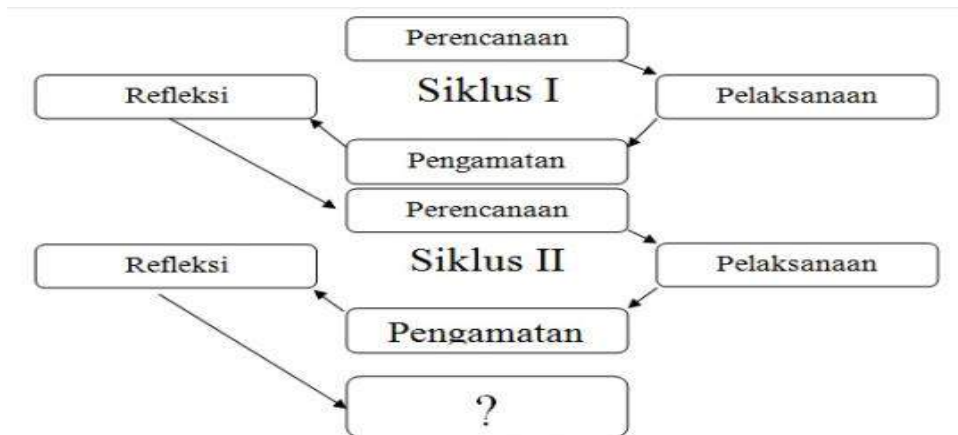 Perencanaan
Refleksi
Siklus I
Pelaksanaan
Pengamatan
Perencanaan
Refleksi
Siklus II
Pelaksanaan
Pengamatan
?